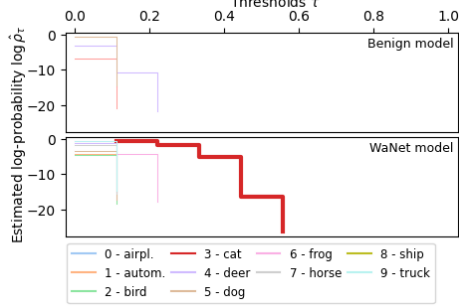 Thresholds τ
0.0 0.2 0.4 0.6 0.8 1.0
Estimated log-probability log ρ̂τ
0
−10
−20
Benign model
0
−10
−20
WaNet model
0 - airpl. 3 - cat 6 - frog 8 - ship
1 - autom. 4 - deer 7 - horse 9 - truck
2 - bird 5 - dog